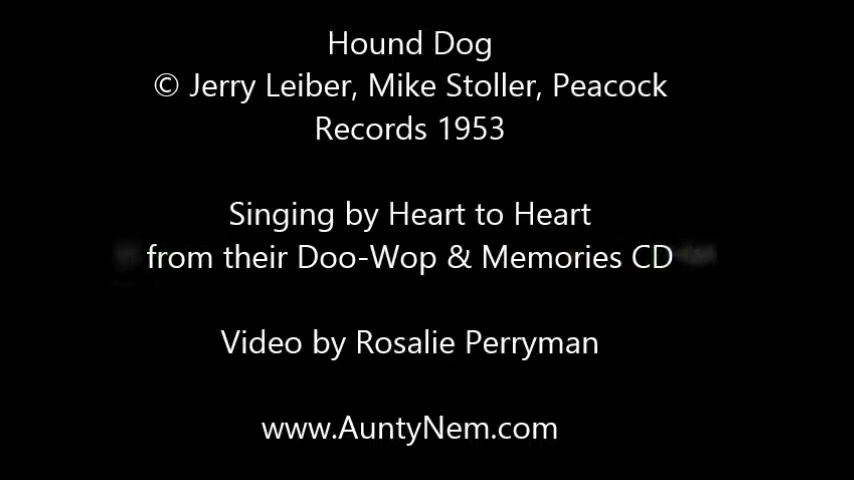 Hound Dog
© Jerry Leiber, Mike Stoller, Peacock
Records 1953
Singing by Heart to Heart
from their Doo-Wop & Memories CD
Video by Rosalie Perryman
www.AuntyNem.com